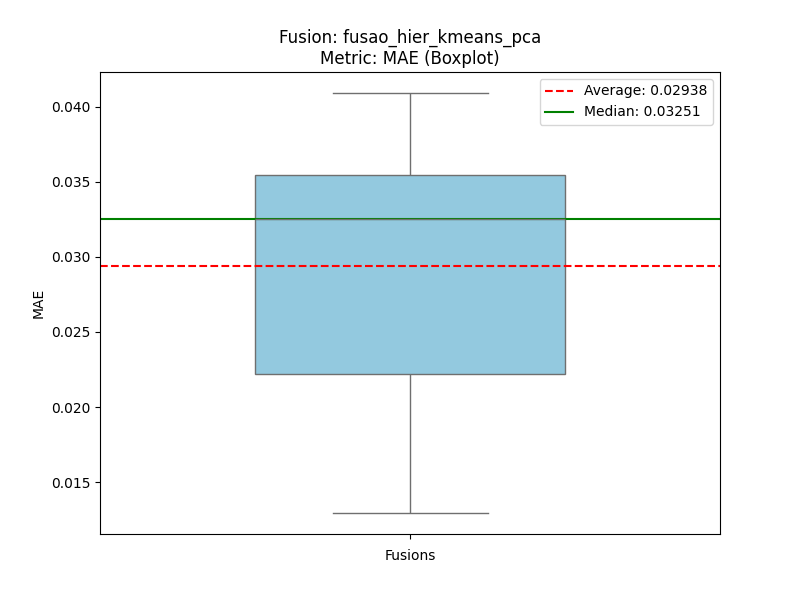 Fusion: fusao_hier_kmeans_pca
Metric: MAE (Boxplot)
Average: 0.02938
Median: 0.03251
0.040
0.035
0.030
0.025
0.020
0.015
MAE
Fusions